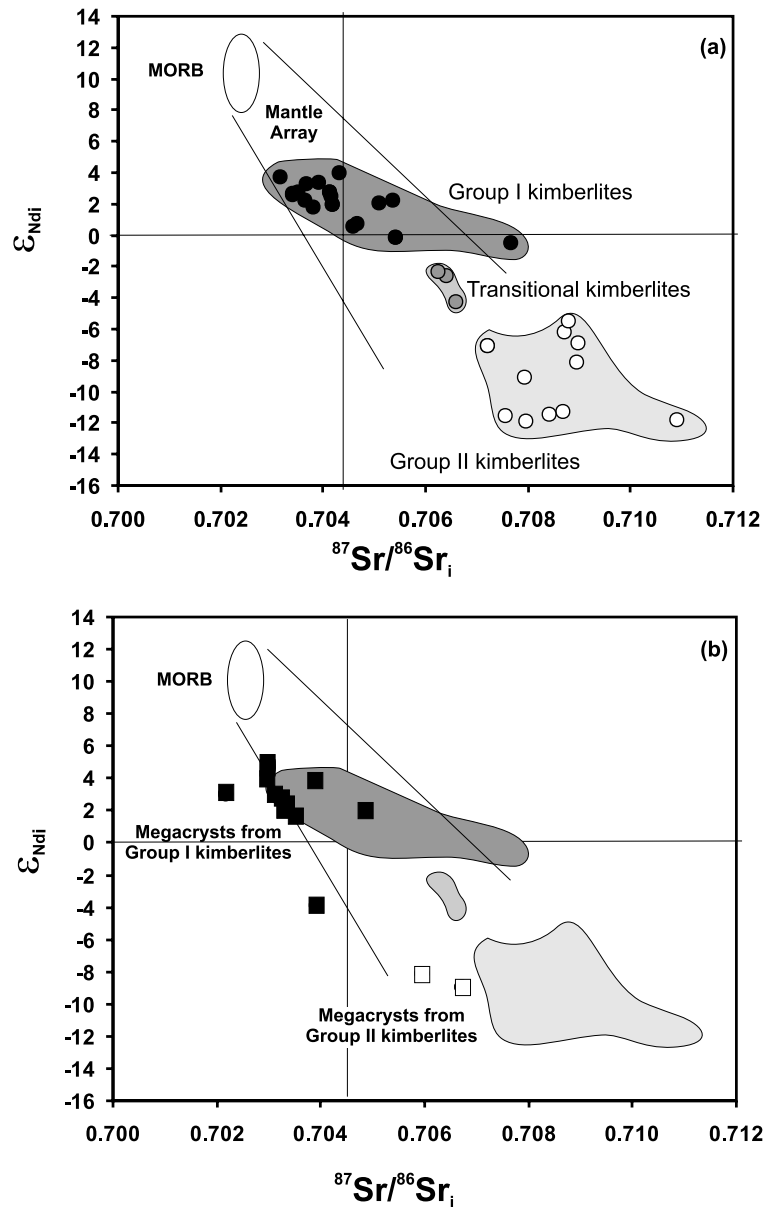 14
12
10
8
6
4
2
0
-2
-4
-6
-8
-10
-12
-14
-16
εNdi
(a)
MORB
Mantle
Array
Group I kimberlites
Transitional kimberlites
Group II kimberlites
0.700 0.702 0.704 0.706 0.708 0.710 0.712
87Sr/86Sri
14
12
10
8
6
4
2
0
-2
-4
-6
-8
-10
-12
-14
-16
εNdi
(b)
MORB
Megacrysts from
Group I kimberlites
Megacrysts from
Group II kimberlites
0.700 0.702 0.704 0.706 0.708 0.710 0.712
87Sr/86Sri